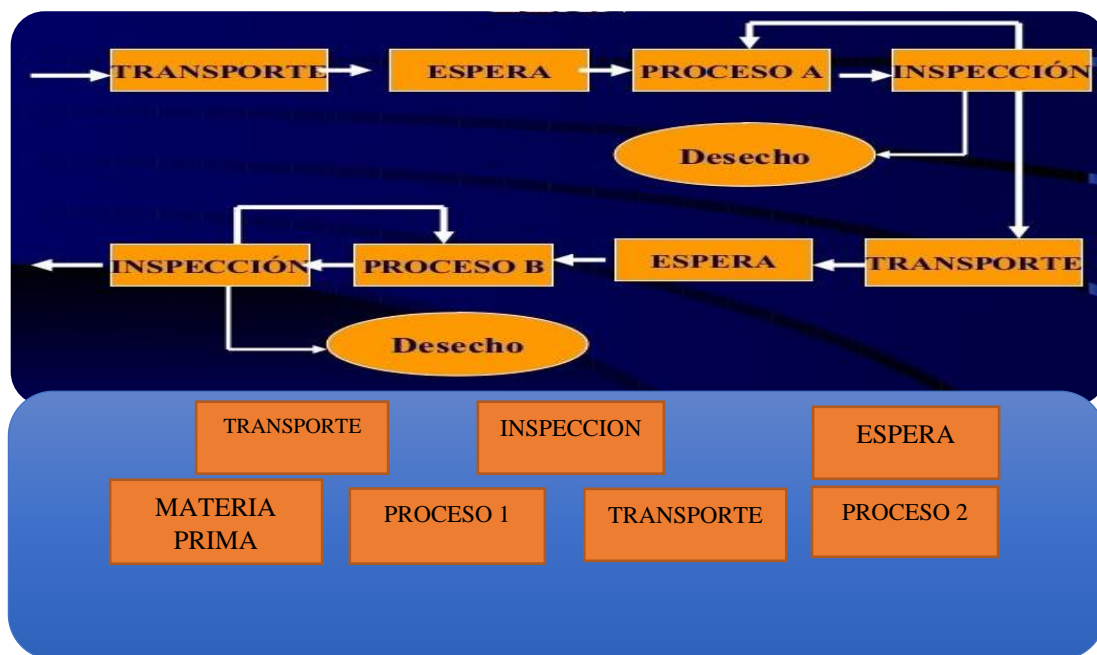 TRANSPORTE
ESPERA
PROCESO A
INSPECCIÓN
Desecho
INSPECCIÓN
PROCESO B
ESPERA
TRANSPORTE
Desecho
TRANSPORTE
INSPECCION
ESPERA
MATERIA
PRIMA
PROCESO 1
TRANSPORTE
PROCESO 2